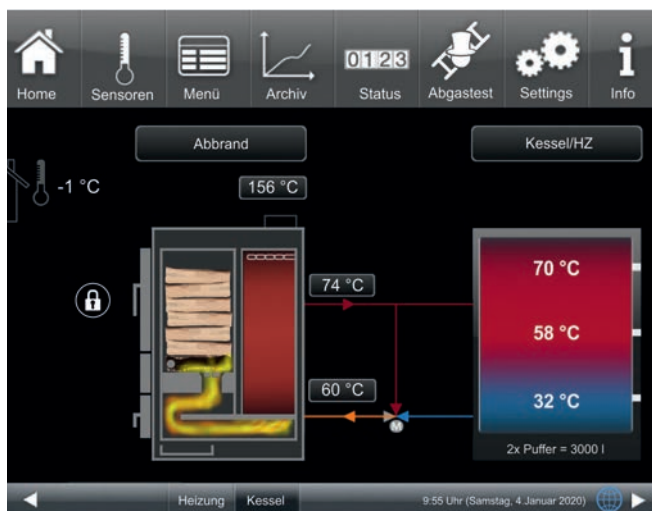 0123
Home Sensoren Menü Archiv Status Abgastest Settings Info
Abbrand Kessel/HZ
-1 °C 156 °C
70 °C
74 °C
58 °C
60 °C
32 °C
M
2x Puffer = 3000 l
Heizung Kessel 9:55 Uhr (Samstag, 4.Januar 2020)